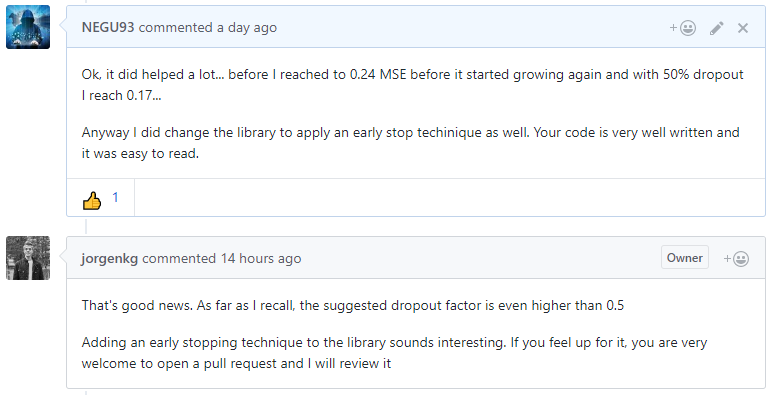 NEGU93 commented a day ago
Ok, it did helped a lot... before I reached to 0.24 MSE before it started growing again and with 50% dropout
I reach 0.17...
Anyway I did change the library to apply an early stop techinique as well. Your code is very well written and
it was easy to read.
1
jorgenkg commented 14 hours ago Owner
That's good news. As far as I recall, the suggested dropout factor is even higher than 0.5
Adding an early stopping technique to the library sounds interesting. If you feel up for it, you are very
welcome to open a pull request and I will review it